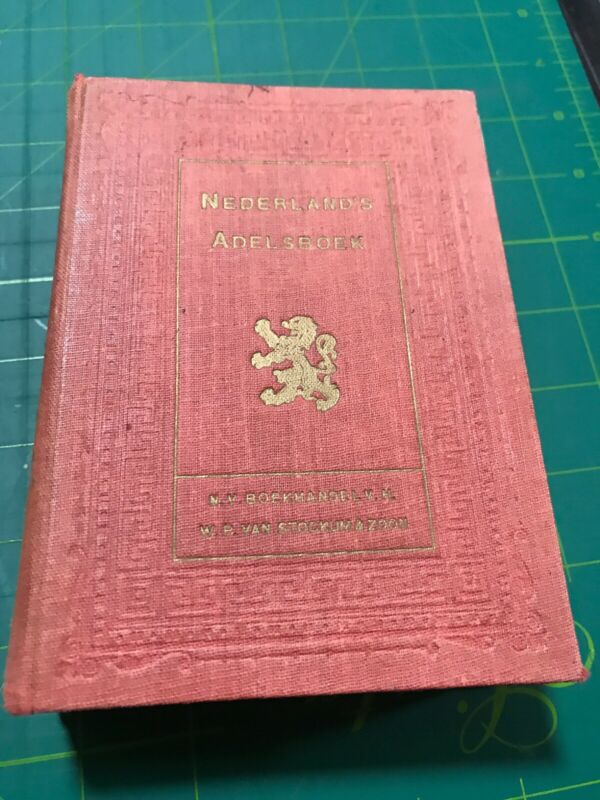 NEDERLAND'S
ADELSBOEK
N.V. BOEKHANDEL V.H.
W.P. VAN STOCKUM & ZOON